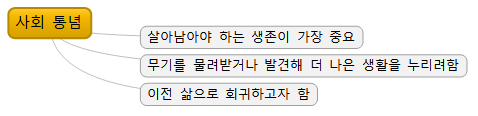 사회 통념
살아남아야 하는 생존이 가장 중요
무기를 물려받거나 발견해 더 나은 생활을 누리려함
이전 삶으로 회귀하고자 함